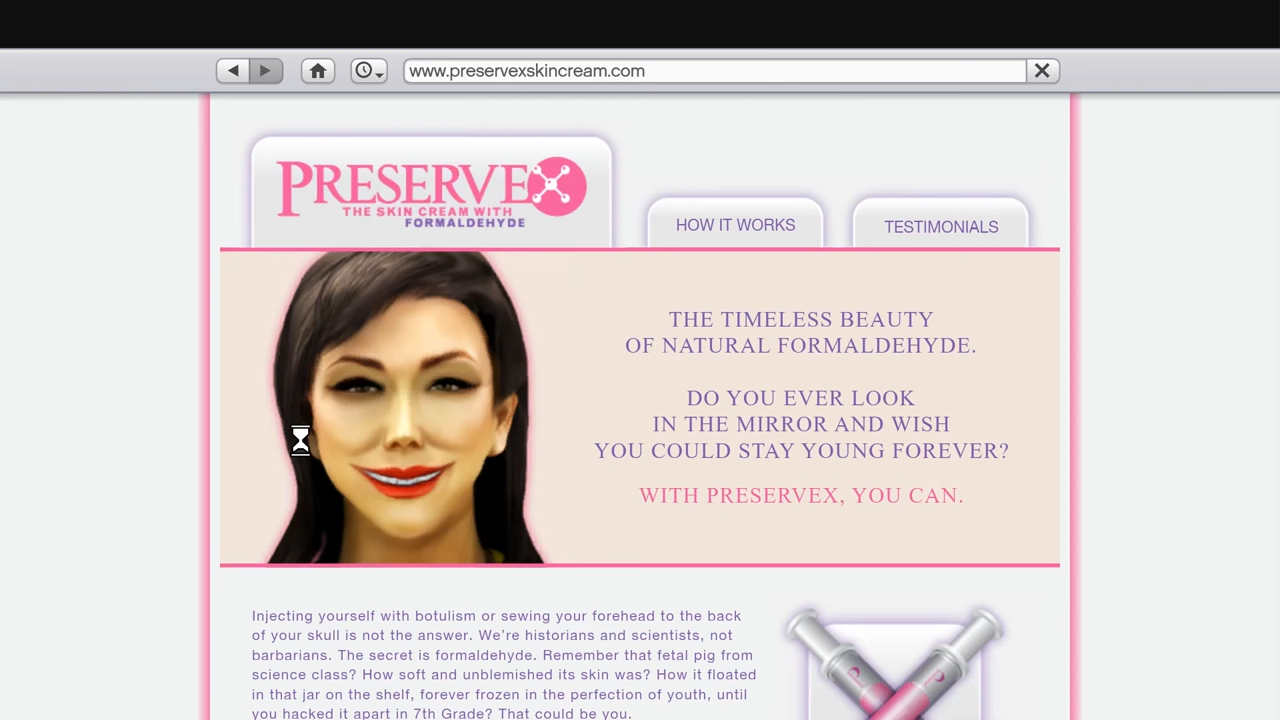 www.preservexskincream.com
PRESERVEX
THE SKIN CREAM WITH
FORMALDEHYDE
HOW IT WORKS
TESTIMONIALS
THE TIMELESS BEAUTY
OF NATURAL FORMALDEHYDE.
DO YOU EVER LOOK
IN THE MIRROR AND WISH
YOU COULD STAY YOUNG FOREVER?
WITH PRESERVEX, YOU CAN.
Injecting yourself with botulism or sewing your forehead to the back
of your skull is not the answer. We're historians and scientists, not
barbarians. The secret is formaldehyde. Remember that fetal pig from
science class? How soft and unblemished its skin was? How it floated
in that jar on the shelf, forever frozen in the perfection of youth, until
you hacked it apart in 7th Grade? That could be you.